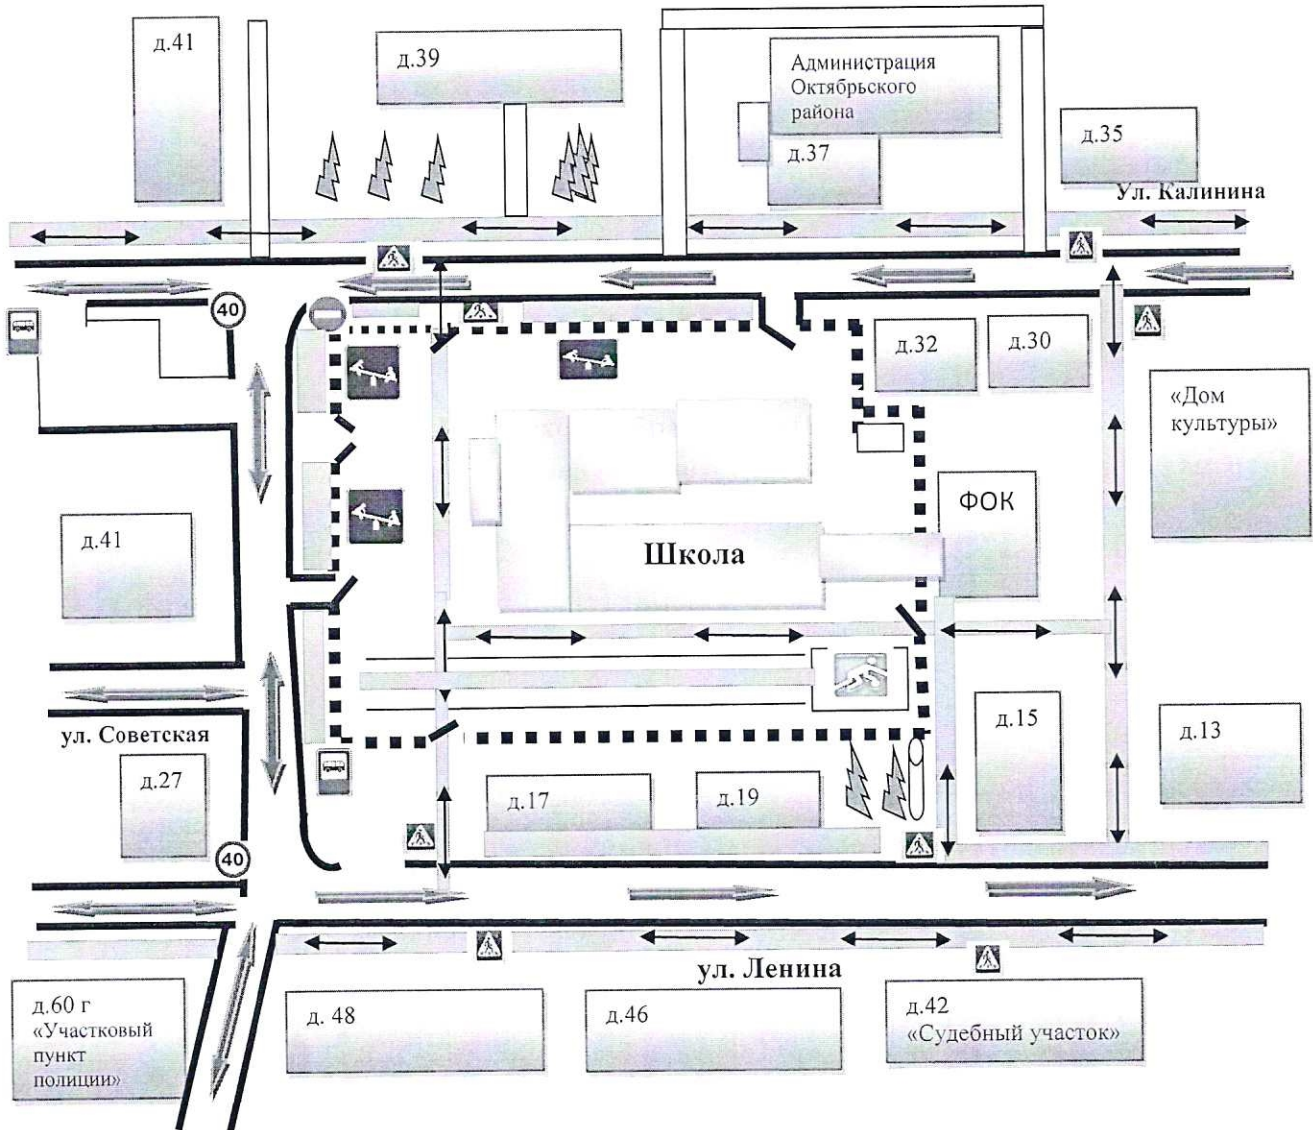 д.41
д.39
Администрация
Октябрьского
района
д.37
д.35
Ул. Калинина
40
д.32
д.30
«Дом
культуры»
ФОК
д.41
Школа
ул. Советская
д.15
д.13
д.27
д.17
д.19
40
ул. Ленина
д.60 г
«Участковый
пункт
полиции»
д. 48
д.46
д.42
«Судебный участок»